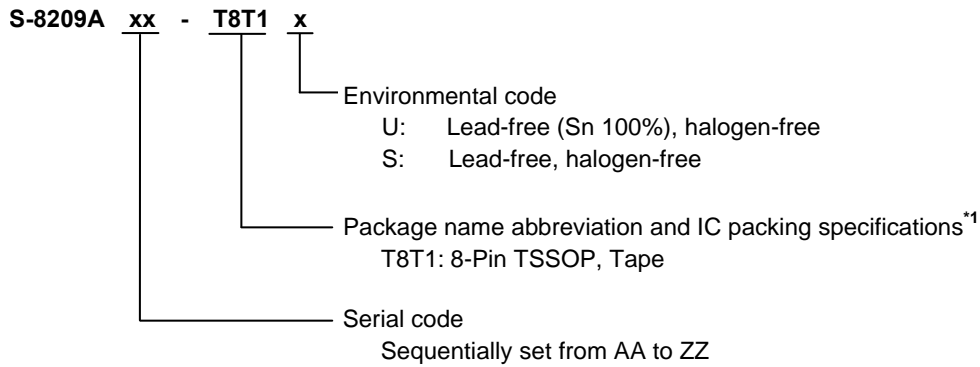 S-8209A xx - T8T1 x
Environmental code
U: Lead-free (Sn 100%), halogen-free
S: Lead-free, halogen-free
Package name abbreviation and IC packing specifications*1
T8T1: 8-Pin TSSOP, Tape
Serial code
Sequentially set from AA to ZZ